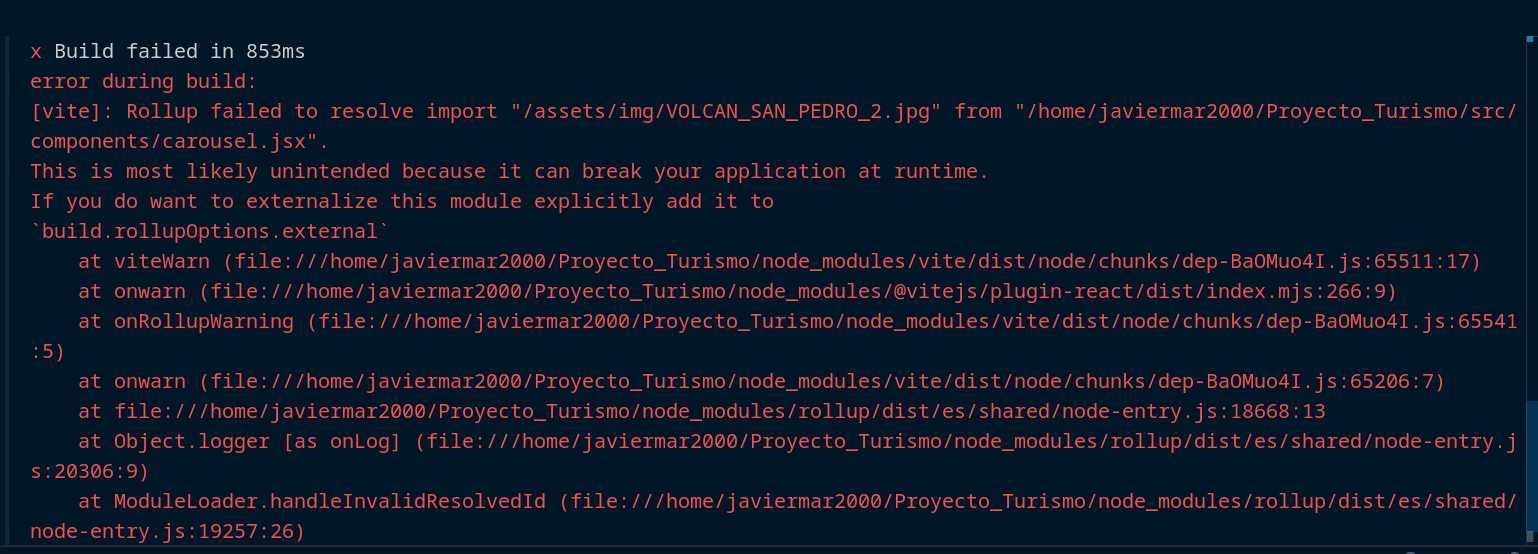 x Build failed in 853ms
error during build:
[vite]: Rollup failed to resolve import "/assets/img/VOLCAN_SAN_PEDRO_2.jpg" from "/home/javiermar2000/Proyecto_Turismo/src/
components/carousel.jsx".
This is most likely unintended because it can break your application at runtime.
If you do want to externalize this module explicitly add it to
`build.rollupOptions.external`
    at viteWarn (file:///home/javiermar2000/Proyecto_Turismo/node_modules/vite/dist/node/chunks/dep-BaOMuo4I.js:65511:17)
    at onwarn (file:///home/javiermar2000/Proyecto_Turismo/node_modules/@vitejs/plugin-react/dist/index.mjs:266:9)
    at onRollupWarning (file:///home/javiermar2000/Proyecto_Turismo/node_modules/vite/dist/node/chunks/dep-BaOMuo4I.js:65541
:5)
    at onwarn (file:///home/javiermar2000/Proyecto_Turismo/node_modules/vite/dist/node/chunks/dep-BaOMuo4I.js:65206:7)
    at file:///home/javiermar2000/Proyecto_Turismo/node_modules/rollup/dist/es/shared/node-entry.js:18668:13
    at Object.logger [as onLog] (file:///home/javiermar2000/Proyecto_Turismo/node_modules/rollup/dist/es/shared/node-entry.j
s:20306:9)
    at ModuleLoader.handleInvalidResolvedId (file:///home/javiermar2000/Proyecto_Turismo/node_modules/rollup/dist/es/shared/
node-entry.js:19257:26)